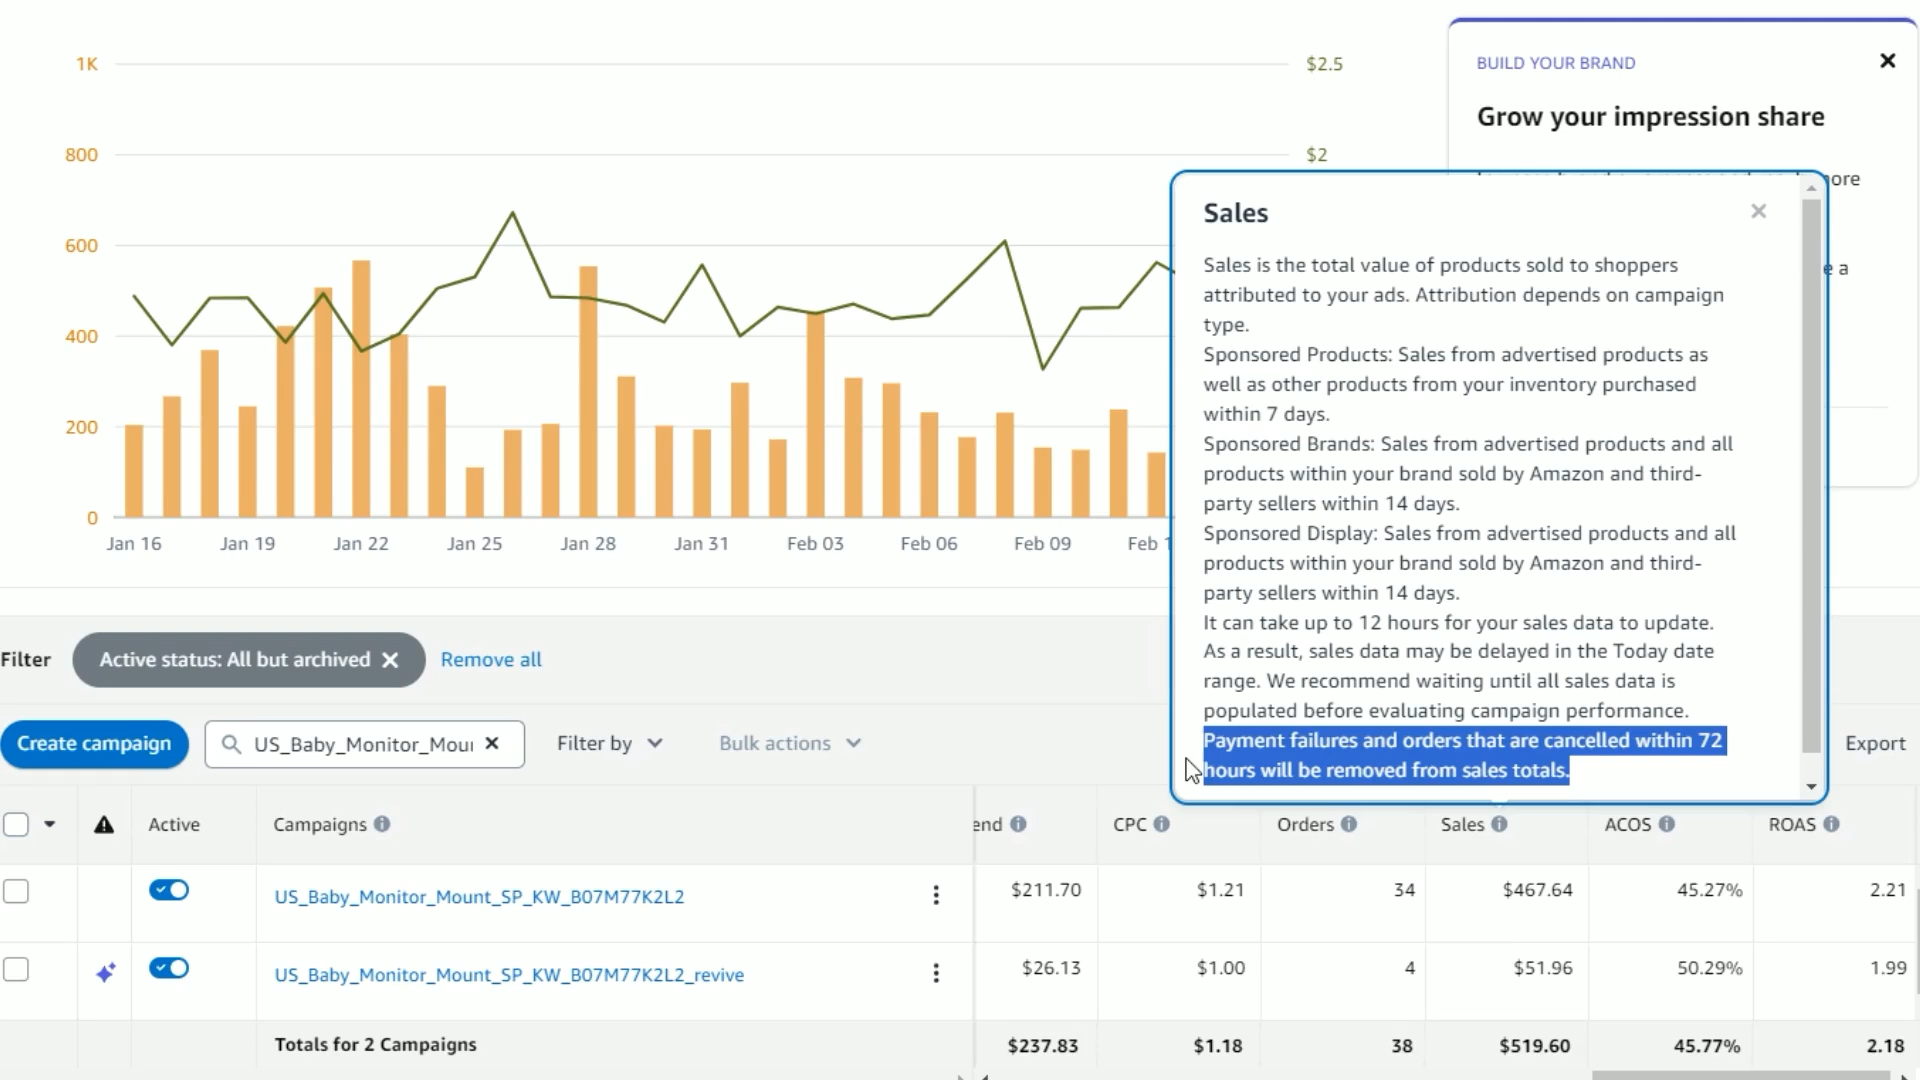 1K
800
600
400
200
0
$2.5
$2
Jan 16
Jan 19
Jan 22
Jan 25
Jan 28
Jan 31
Feb 03
Feb 06
Feb 09
Feb 1
BUILD YOUR BRAND
Grow your impression share
more
e a
Sales
Sales is the total value of products sold to shoppers
attributed to your ads. Attribution depends on campaign
type.
Sponsored Products: Sales from advertised products as
well as other products from your inventory purchased
within 7 days.
Sponsored Brands: Sales from advertised products and all
products within your brand sold by Amazon and third-
party sellers within 14 days.
Sponsored Display: Sales from advertised products and all
products within your brand sold by Amazon and third-
party sellers within 14 days.
It can take up to 12 hours for your sales data to update.
As a result, sales data may be delayed in the Today date
range. We recommend waiting until all sales data is
populated before evaluating campaign performance.
Payment failures and orders that are cancelled within 72
hours will be removed from sales totals.
Filter
Active status: All but archived
Remove all
Create campaign
US_Baby_Monitor_Mou
Filter by
Bulk actions
Export
Active Campaigns end CPC Orders Sales ACOS ROAS
US_Baby_Monitor_Mount_SP_KW_B07M77K2L2 $211.70 $1.21 34 $467.64 45.27% 2.21
US_Baby_Monitor_Mount_SP_KW_B07M77K2L2_revive $26.13 $1.00 4 $51.96 50.29% 1.99
Totals for 2 Campaigns $237.83 $1.18 38 $519.60 45.77% 2.18